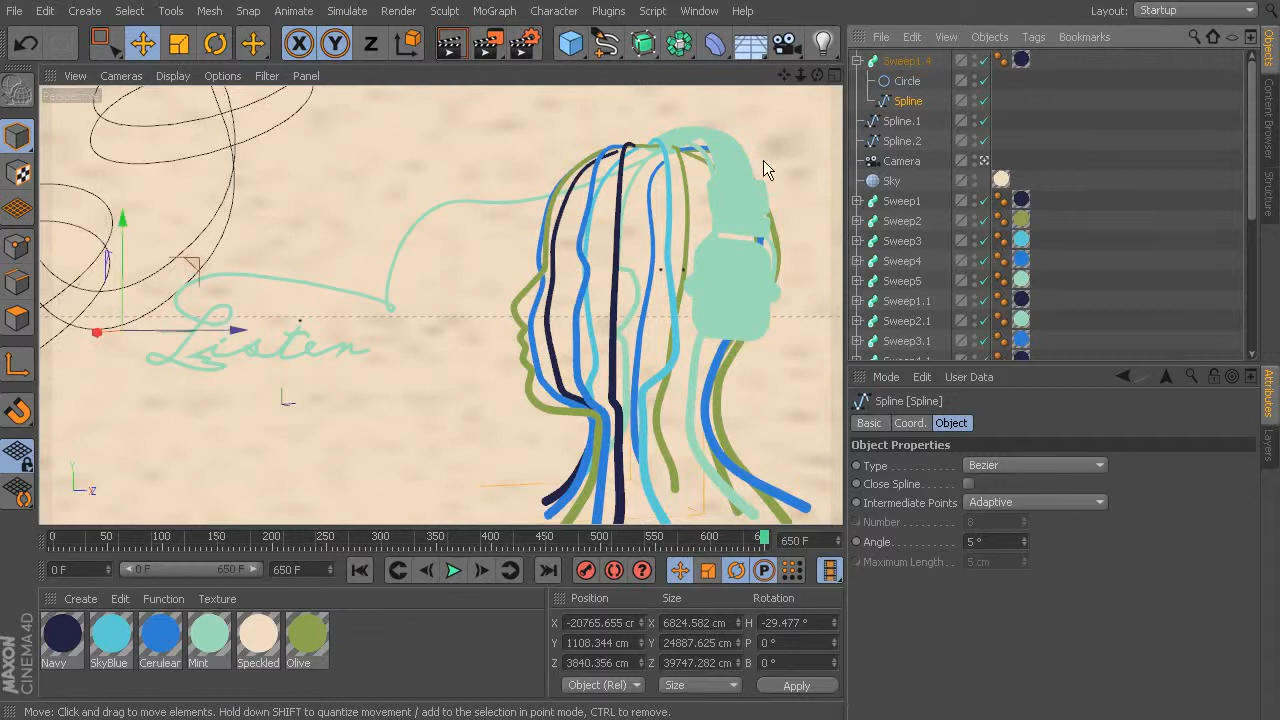 File Edit Create Select Tools Mesh Snap Animate Simulate Render Sculpt MoGraph Character Plugins Script Window Help Layout: Startup
File Edit View Objects Tags Bookmarks
View Cameras Display Options Filter Panel
Perspective
Sweep1.4
Circle
Spline
Spline.1
Spline.2
Camera
Sky
Sweep1
Sweep2
Sweep3
Sweep4
Sweep5
Sweep1.1
Sweep2.1
Sweep3.1
Objects
Content Browser
Structure
Listen
Y
Z
Mode Edit User Data
Spline [Spline]
Basic Coord. Object
Object Properties
Type Bezier
Close Spline
Intermediate Points Adaptive
Number 8
Angle 5 °
Maximum Length 5 cm
Attributes
Layers
0 50 100 150 200 250 300 350 400 450 500 550 600 650 F
0 F 0 F 650 F 650 F
Create Edit Function Texture
Navy SkyBlue Cerulear Mint Speckled Olive
Position Size Rotation
X -20765.655 cr X 6824.582 cm H -29.477 °
Y 1108.344 cm Y 24887.625 cm P 0 °
Z 3840.356 cm Z 39747.282 cm B 0 °
Object (Rel) Size Apply
MAXON CINEMA 4D
Move: Click and drag to move elements. Hold down SHIFT to quantize movement / add to the selection in point mode, CTRL to remove.